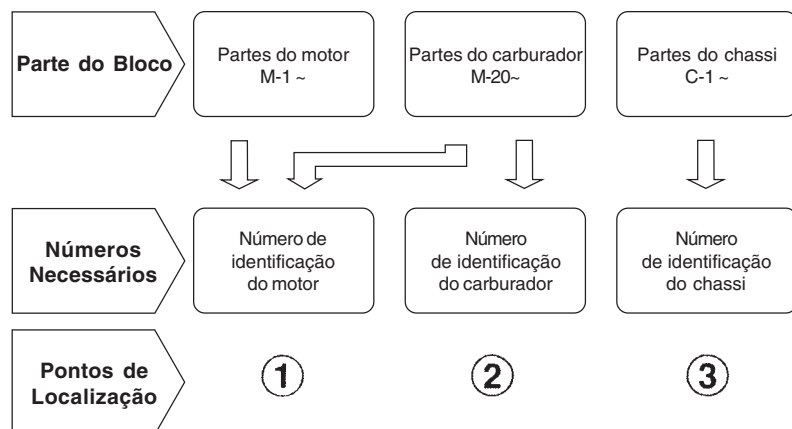 Parte do Bloco
Partes do motor
M-1 ~
Partes do carburador
M-20~
Partes do chassi
C-1 ~
Números
Necessários
Número de
identificação
do motor
Número
de identificação
do carburador
Número
de identificação
do chassi
Pontos de
Localização
1
2
3